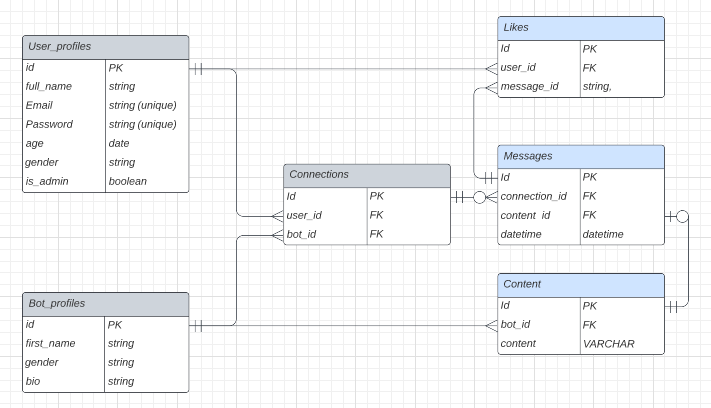 User_profiles
id PK
full_name string
Email string (unique)
Password string (unique)
age date
gender string
is_admin boolean
Likes
Id PK
user_id FK
message_id string,
Connections
Id PK
user_id FK
bot_id FK
Messages
Id PK
connection_id FK
content id FK
datetime datetime
Bot_profiles
id PK
first_name string
gender string
bio string
Content
Id PK
bot_id FK
content VARCHAR